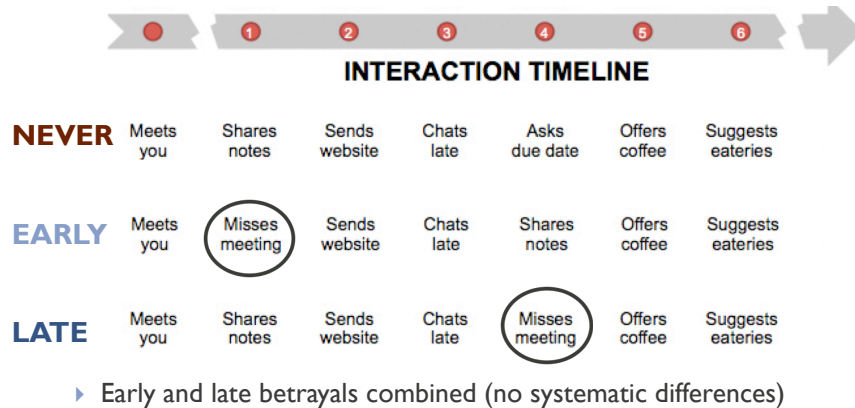 1 2 3 4 5 6
INTERACTION TIMELINE
NEVER
Meets you
Shares notes
Sends website
Chats late
Asks due date
Offers coffee
Suggests eateries
EARLY
Meets you
Misses meeting
Sends website
Chats late
Shares notes
Offers coffee
Suggests eateries
LATE
Meets you
Shares notes
Sends website
Chats late
Misses meeting
Offers coffee
Suggests eateries
Early and late betrayals combined (no systematic differences)